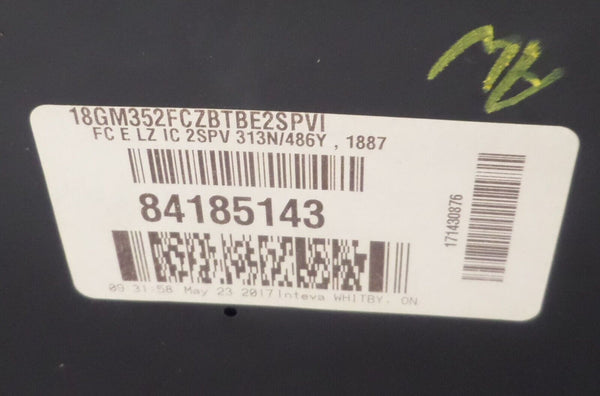 18GM352FCZBTBE2SPVI
FC E LZ IC 2SPV 313N/486Y , 1887
84185143
171430876
09:31:58 May 23 2017 Inteva WHITBY, ON